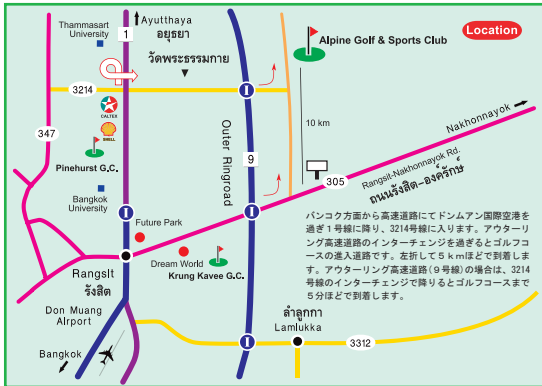 Thammasart
University
1
Ayutthaya
อยุธยา
วัดพระธรรมกาย
Alpine Golf & Sports Club
Location
3214
347
CALTEX
SHELL
Pinehurst G.C.
Bangkok
University
Outer Ringroad
9
10 km
Nakhonnayok
305
Rangsit-Nakhonnayok Rd.
ถนนรังสิต-องค์รักษ์
Future Park
Dream World
Krung Kavee G.C.
RangsIt
รังสิต
Don Muang
Airport
Bangkok
バンコク方面から高速道路にてドンムアン国際空港を
過ぎ1号線に降り、3214号線に入ります。アウターリ
ング高速道路のインターチェンジを過ぎるとゴルフコ
ースの進入道路です。左折して5kmほどで到着しま
す。アウターリング高速道路(9号線)の場合は、3214
号線のインターチェンジで降りるとゴルフコースまで
5分ほどで到着します。
ลำลูกกา
Lamlukka
3312